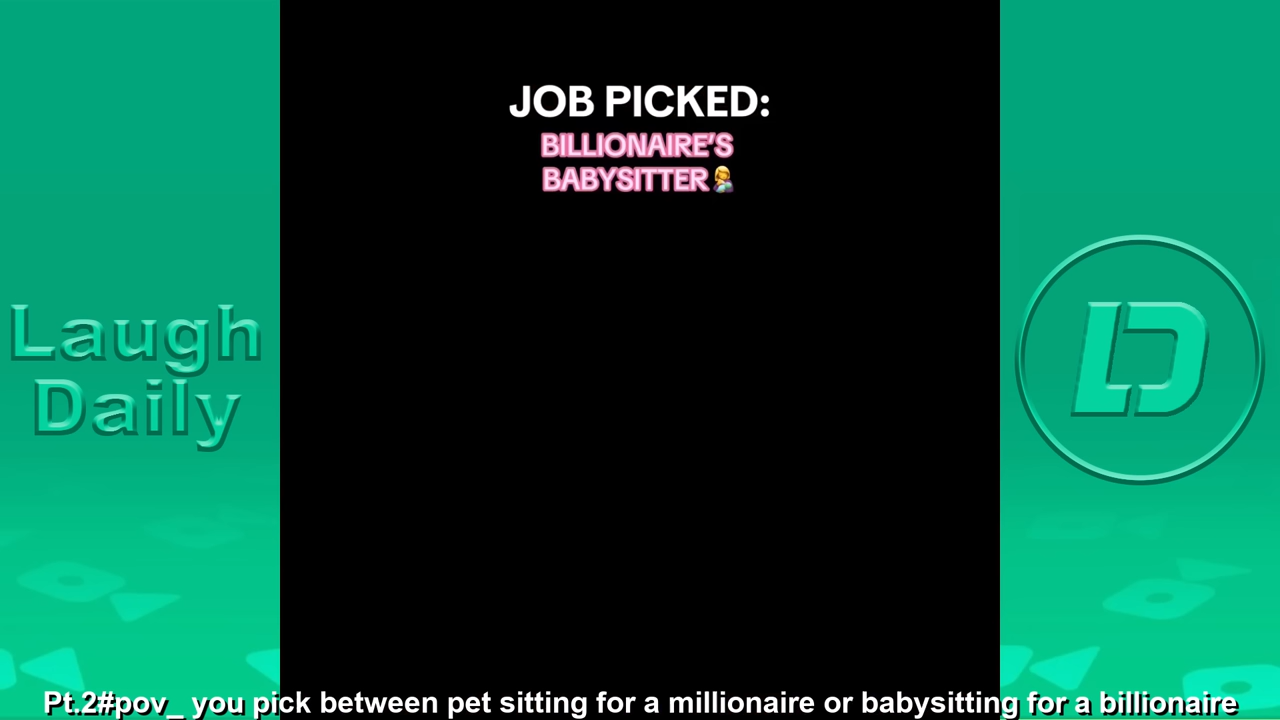 JOB PICKED:
BILLIONAIRE'S
BABYSITTER🤱
Laugh
Daily
LD
Pt.2#pov_ you pick between pet sitting for a millionaire or babysitting for a billionaire